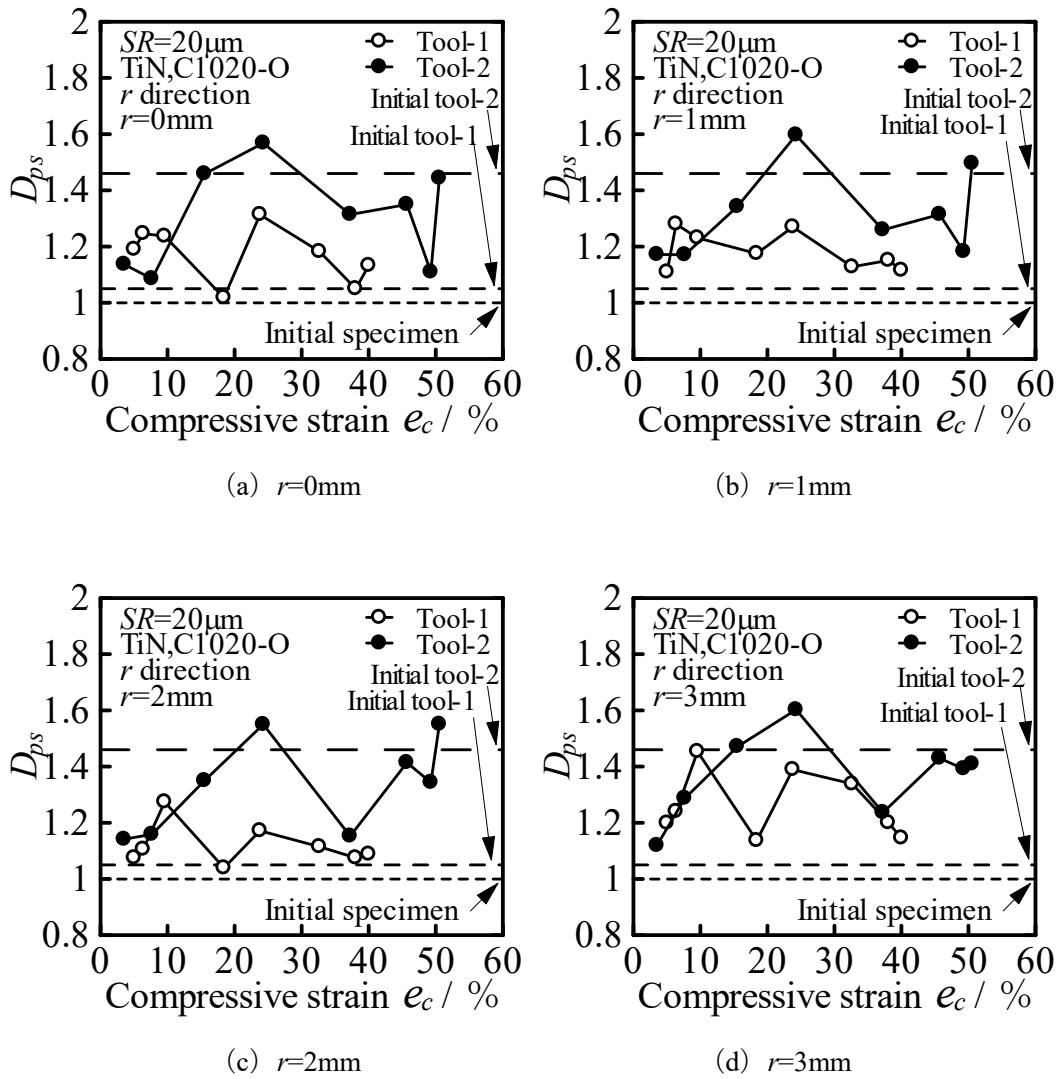 2
SR=20μm
Tool-1
TiN,C1020-O
Tool-2
1.8
r direction
Initial tool-2
r=0mm
Initial tool-1
1.6
Dps
1.4
1.2
1
Initial specimen
0.8
0 10 20 30 40 50 60
Compressive strain ec / %
(a) r=0mm
2
SR=20μm
Tool-1
TiN,C1020-O
Tool-2
1.8
r direction
Initial tool-2
r=1mm
Initial tool-1
1.6
Dps
1.4
1.2
1
Initial specimen
0.8
0 10 20 30 40 50 60
Compressive strain ec / %
(b) r=1mm
2
SR=20μm
Tool-1
TiN,C1020-O
Tool-2
1.8
r direction
Initial tool-2
r=2mm
Initial tool-1
1.6
Dps
1.4
1.2
1
Initial specimen
0.8
0 10 20 30 40 50 60
Compressive strain ec / %
(c) r=2mm
2
SR=20μm
Tool-1
TiN,C1020-O
Tool-2
1.8
r direction
Initial tool-2
r=3mm
Initial tool-1
1.6
Dps
1.4
1.2
1
Initial specimen
0.8
0 10 20 30 40 50 60
Compressive strain ec / %
(d) r=3mm